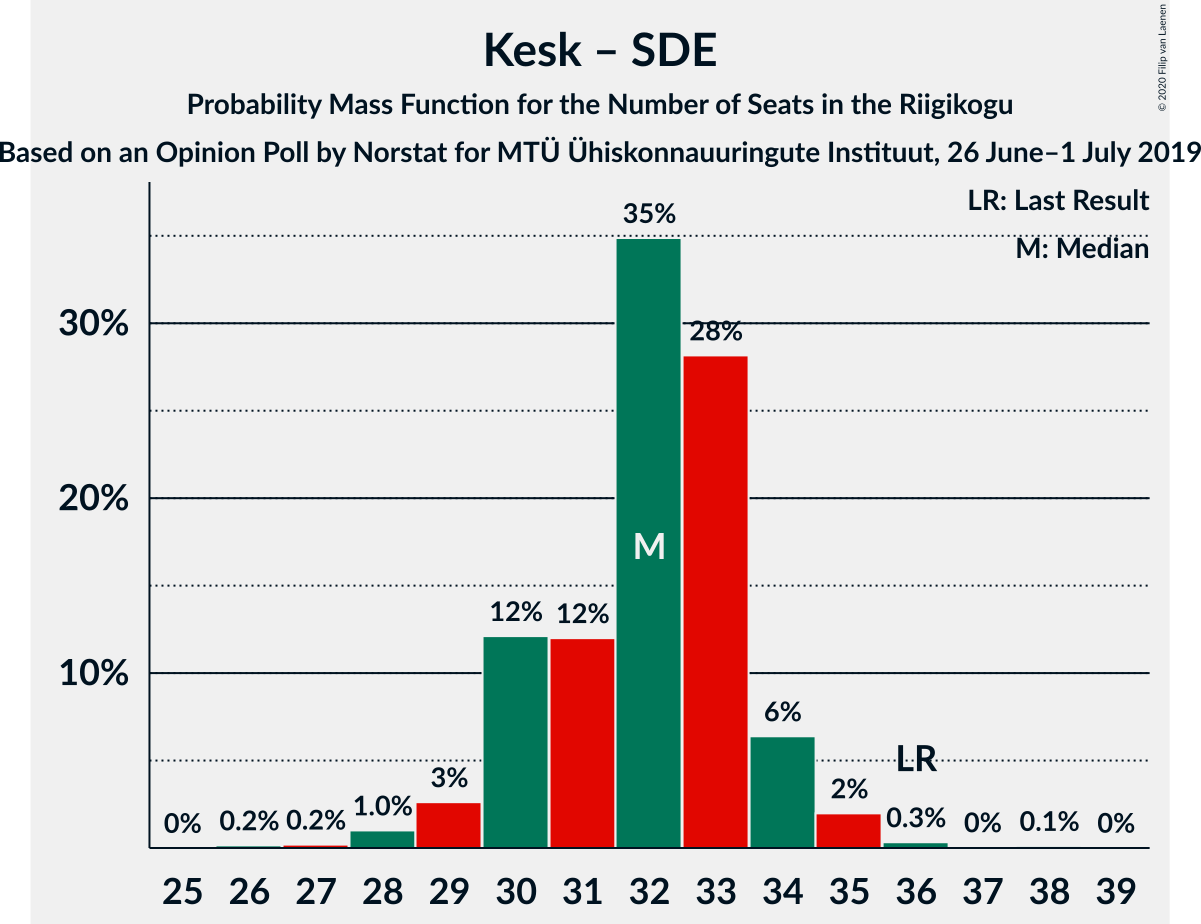 Kesk – SDE
Probability Mass Function for the Number of Seats in the Riigikogu
Based on an Opinion Poll by Norstat for MTÜ Ühiskonnauuringute Instituut, 26 June–1 July 2019
© 2020 Filip van Laenen
LR: Last Result
M: Median
35%
28%
30%
20%
10%
M
12% 12%
6%
LR
3%
2%
0% 0.2% 0.2% 1.0% 0.3% 0% 0.1% 0%
25 26 27 28 29 30 31 32 33 34 35 36 37 38 39